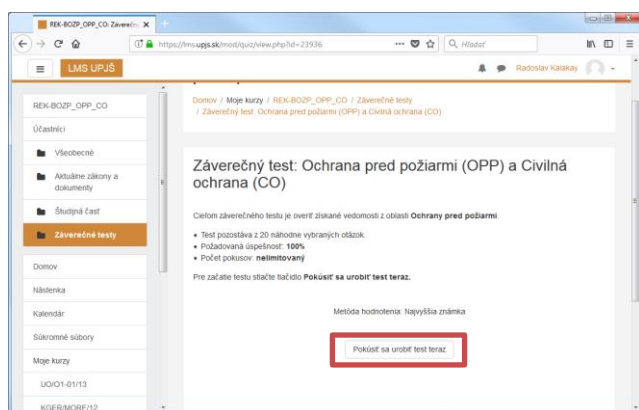 REK-BOZP_OPP_CO: Záverečn
https://lms.upjs.sk/mod/quiz/view.php?id=23936
Hľadať
LMS UPJŠ
Radoslav Kalakay
REK-BOZP_OPP_CO
Účastníci
Všeobecné
Aktuálne zákony a
dokumenty
Študijná časť
Záverečné testy
Domov
Nástenka
Kalendár
Súkromné súbory
Moje kurzy
UO/O1-01/13
KGER/MORF/12
Domov / Moje kurzy / REK-BOZP_OPP_CO / Záverečné testy
/ Záverečný test: Ochrana pred požiarmi (OPP) a Civilná ochrana (CO)
Záverečný test: Ochrana pred požiarmi (OPP) a Civilná
ochrana (CO)
Cieľom záverečného testu je overiť získané vedomosti z oblasti Ochrany pred požiarmi.
Test pozostáva z 20 náhodne vybraných otázok.
Požadovaná úspešnosť: 100%
Počet pokusov: nelimitovaný
Pre začatie testu stlačte tlačidlo Pokúsiť sa urobiť test teraz.
Metóda hodnotenia: Najvyššia známka
Pokúsiť sa urobiť test teraz